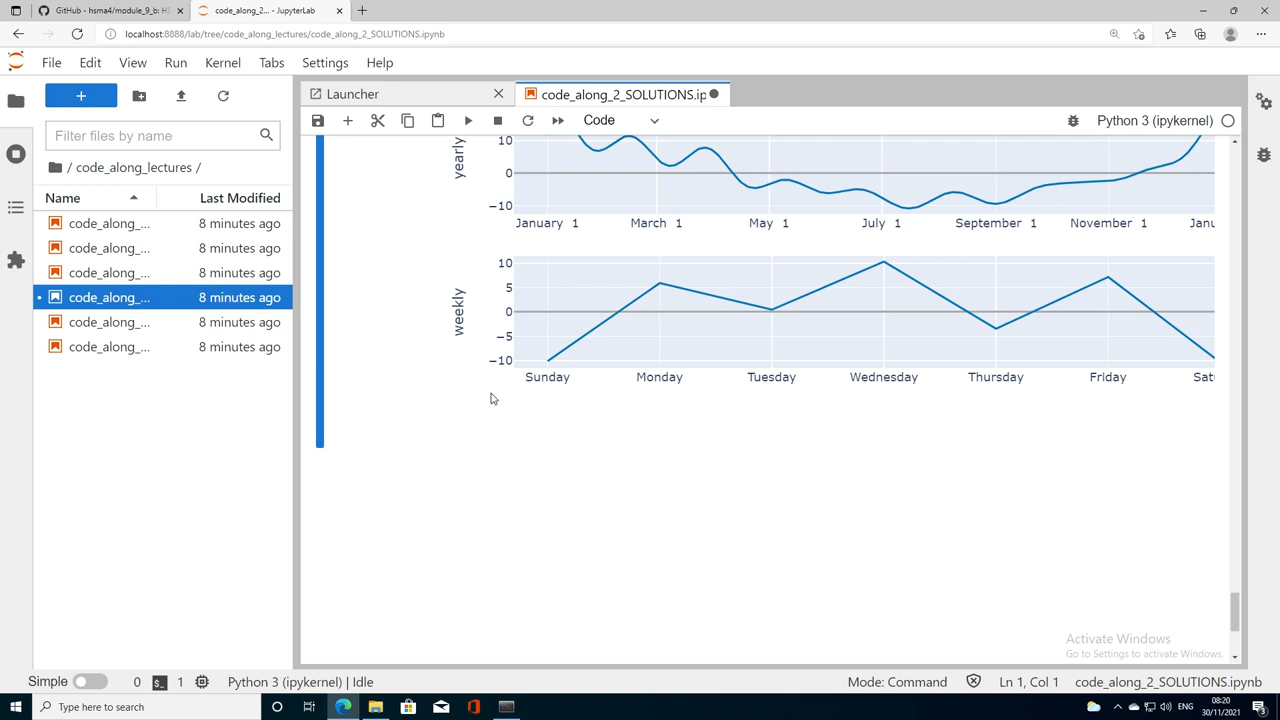 GitHub - hsma4/module_9_b: HS
code_along_2... - JupyterLab
localhost:8888/lab/tree/code_along_lectures/code_along_2_SOLUTIONS.ipynb
File Edit View Run Kernel Tabs Settings Help
+
Launcher
code_along_2_SOLUTIONS.ip
Filter files by name
Code
Python 3 (ipykernel)
/ code_along_lectures /
Name Last Modified
code_along_... 8 minutes ago
code_along_... 8 minutes ago
code_along_... 8 minutes ago
code_along_... 8 minutes ago
code_along_... 8 minutes ago
code_along_... 8 minutes ago
yearly
10
0
−10
January 1 March 1 May 1 July 1 September 1 November 1 Janu
weekly
10
5
0
−5
−10
Sunday Monday Tuesday Wednesday Thursday Friday Satu
Activate Windows
Go to Settings to activate Windows.
Simple 0 1 Python 3 (ipykernel) | Idle Mode: Command Ln 1, Col 1 code_along_2_SOLUTIONS.ipynb
Type here to search
ENG
08:20
30/11/2021
3